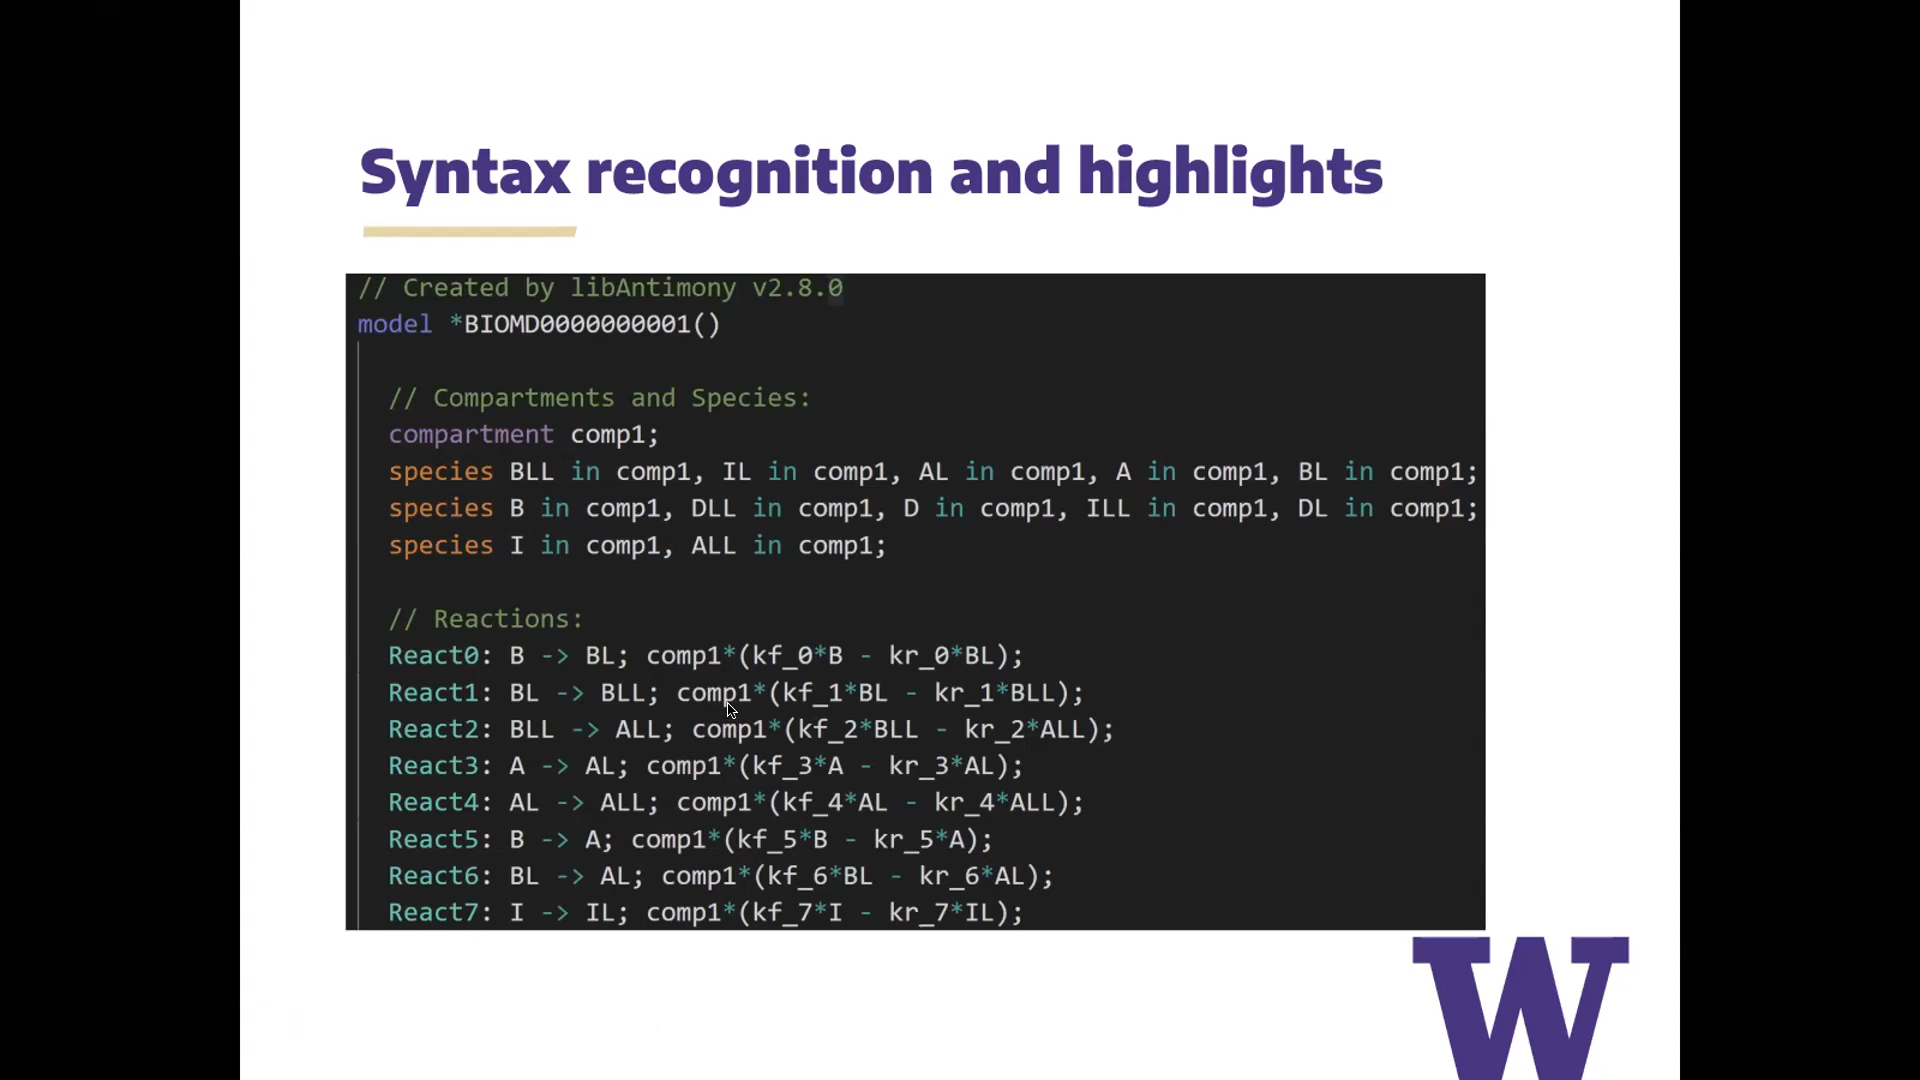 Syntax recognition and highlights
// Created by libAntimony v2.8.0
model *BIOMD0000000001()
// Compartments and Species:
compartment comp1;
species BLL in comp1, IL in comp1, AL in comp1, A in comp1, BL in comp1;
species B in comp1, DLL in comp1, D in comp1, ILL in comp1, DL in comp1;
species I in comp1, ALL in comp1;
// Reactions:
React0: B -> BL; comp1*(kf_0*B - kr_0*BL);
React1: BL -> BLL; comp1*(kf_1*BL - kr_1*BLL);
React2: BLL -> ALL; comp1*(kf_2*BLL - kr_2*ALL);
React3: A -> AL; comp1*(kf_3*A - kr_3*AL);
React4: AL -> ALL; comp1*(kf_4*AL - kr_4*ALL);
React5: B -> A; comp1*(kf_5*B - kr_5*A);
React6: BL -> AL; comp1*(kf_6*BL - kr_6*AL);
React7: I -> IL; comp1*(kf_7*I - kr_7*IL);
W